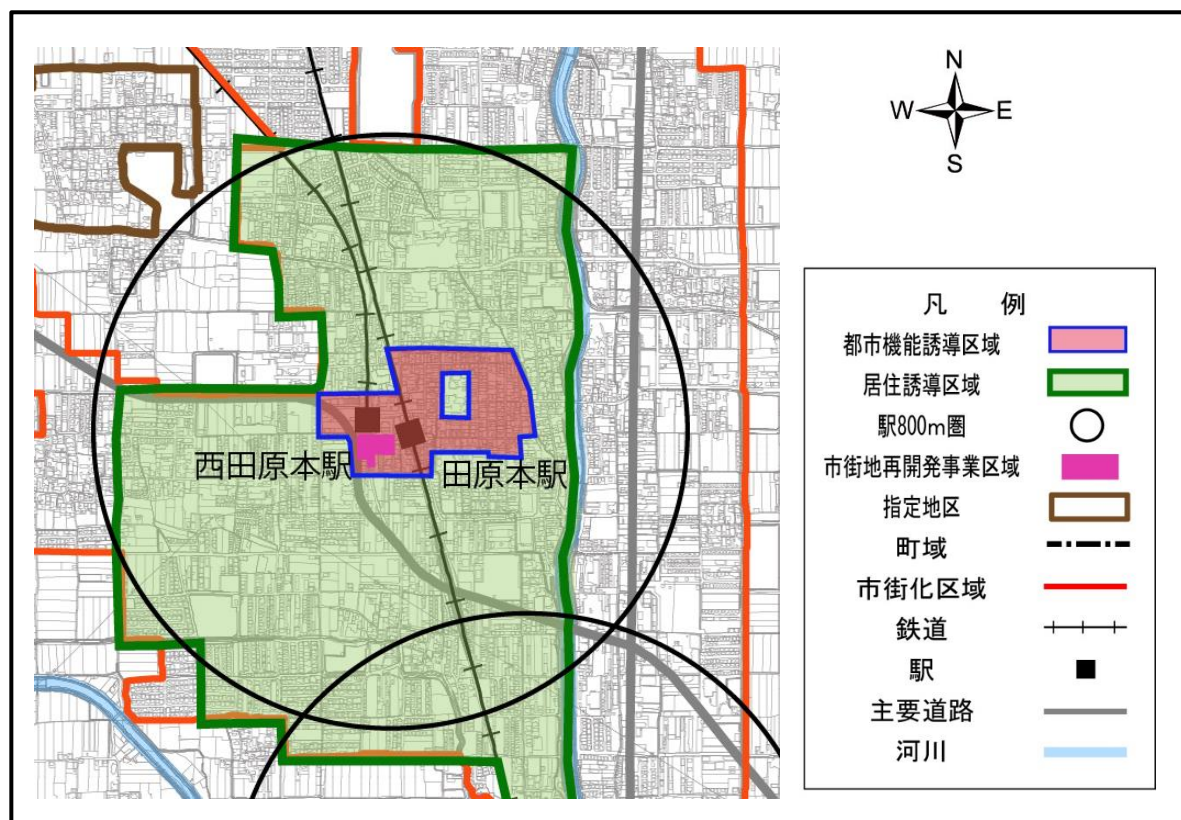 N
W E
S
凡 例
都市機能誘導区域
居住誘導区域
駅800m圏
市街地再開発事業区域
指定地区
町域
市街化区域
鉄道
駅
主要道路
河川
西田原本駅
田原本駅